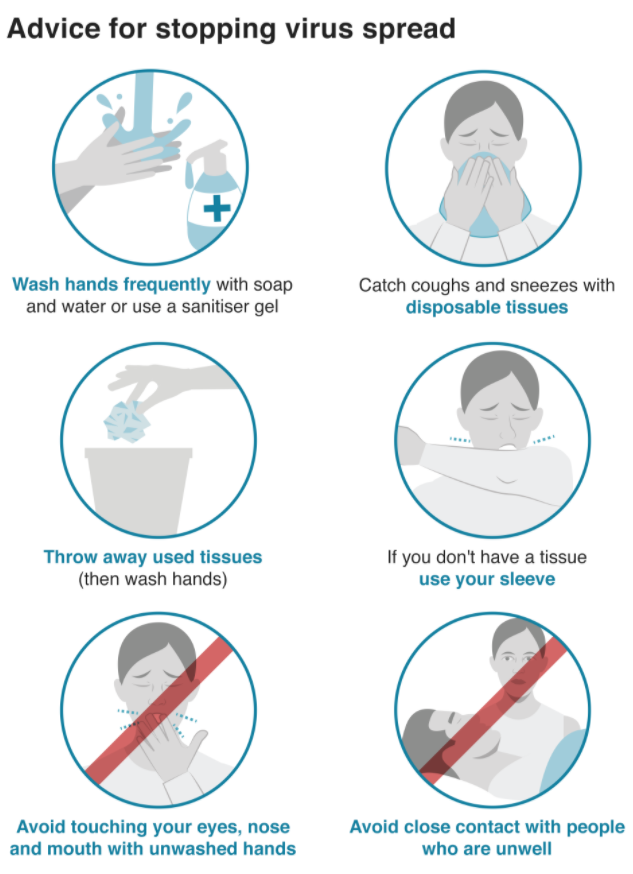 Advice for stopping virus spread
Wash hands frequently with soap
and water or use a sanitiser gel
Catch coughs and sneezes with
disposable tissues
Throw away used tissues
(then wash hands)
If you don't have a tissue
use your sleeve
Avoid touching your eyes, nose
and mouth with unwashed hands
Avoid close contact with people
who are unwell